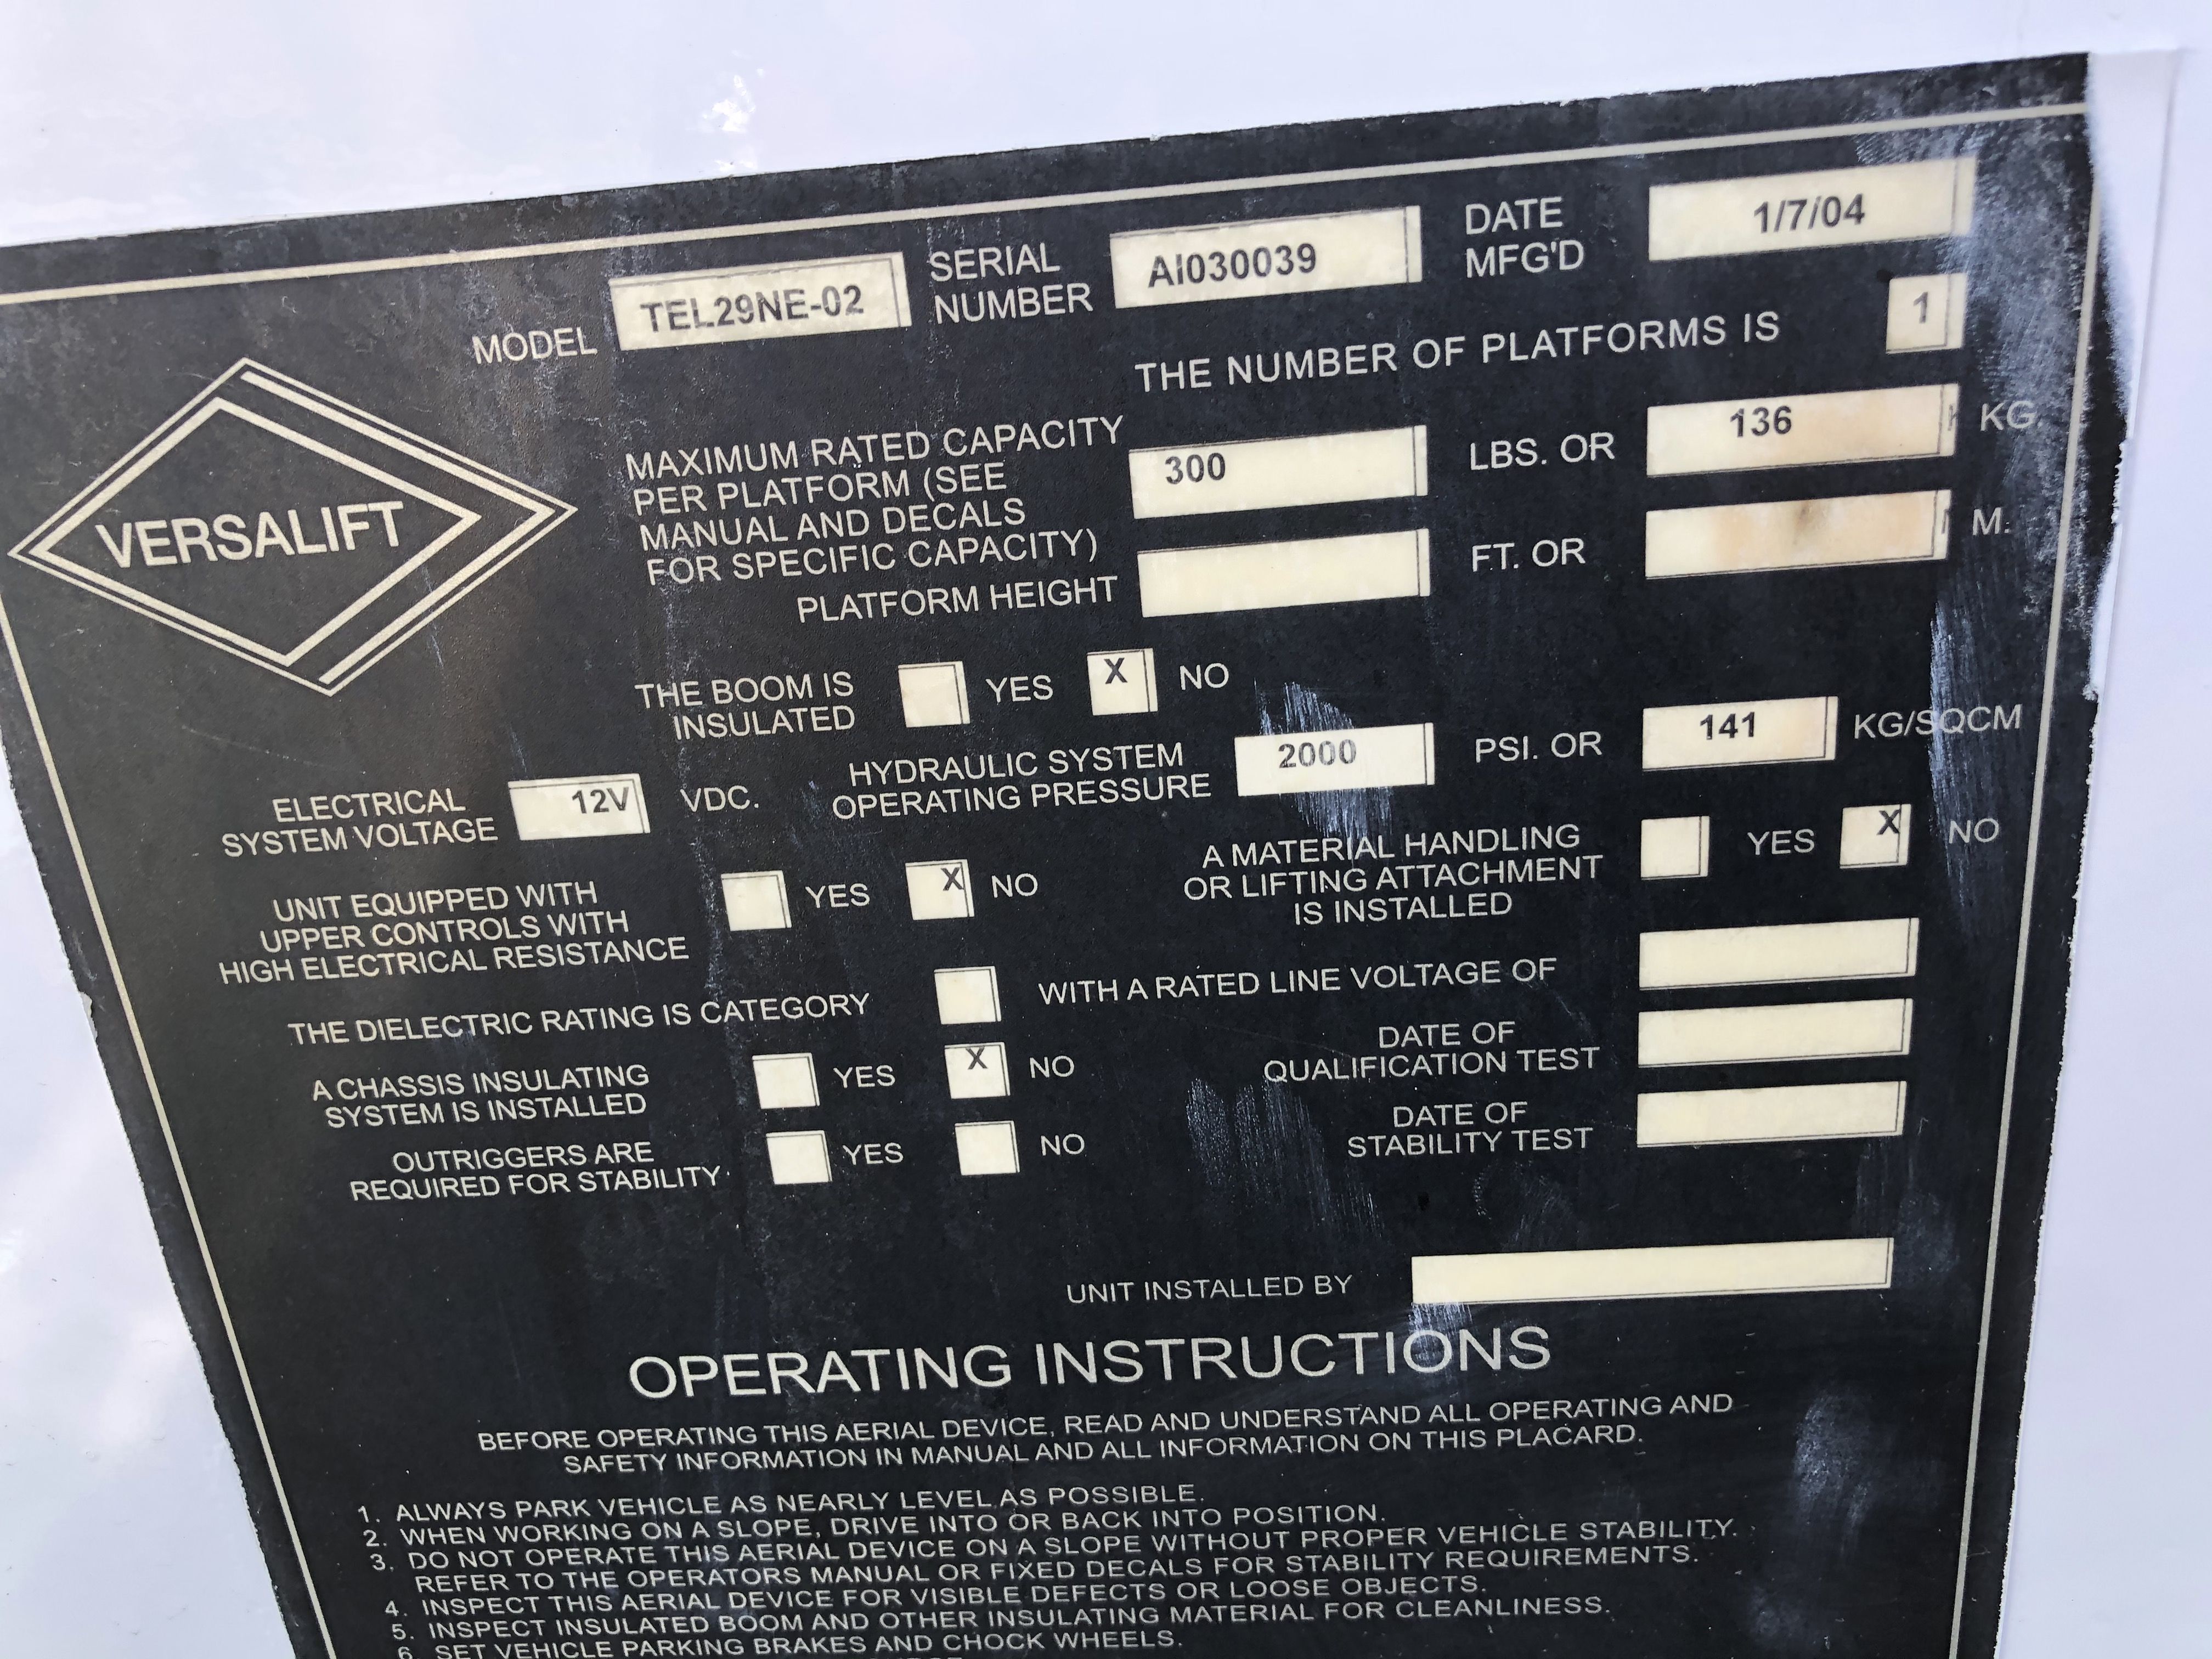 MODEL TEL29NE-02 SERIAL NUMBER AI030039 DATE MFG'D 1/7/04
THE NUMBER OF PLATFORMS IS 1
VERSALIFT
MAXIMUM RATED CAPACITY
PER PLATFORM (SEE
MANUAL AND DECALS
FOR SPECIFIC CAPACITY)
300 LBS. OR 136 KG.
PLATFORM HEIGHT FT. OR M.
THE BOOM IS
INSULATED
YES X NO
ELECTRICAL
SYSTEM VOLTAGE
12V VDC.
HYDRAULIC SYSTEM
OPERATING PRESSURE
2000 PSI. OR 141 KG/SQCM
UNIT EQUIPPED WITH
UPPER CONTROLS WITH
HIGH ELECTRICAL RESISTANCE
YES X NO
A MATERIAL HANDLING
OR LIFTING ATTACHMENT
IS INSTALLED
YES X NO
THE DIELECTRIC RATING IS CATEGORY WITH A RATED LINE VOLTAGE OF
A CHASSIS INSULATING
SYSTEM IS INSTALLED
YES X NO
DATE OF
QUALIFICATION TEST
OUTRIGGERS ARE
REQUIRED FOR STABILITY
YES NO
DATE OF
STABILITY TEST
UNIT INSTALLED BY
OPERATING INSTRUCTIONS
BEFORE OPERATING THIS AERIAL DEVICE, READ AND UNDERSTAND ALL OPERATING AND
SAFETY INFORMATION IN MANUAL AND ALL INFORMATION ON THIS PLACARD.
1. ALWAYS PARK VEHICLE AS NEARLY LEVEL AS POSSIBLE.
2. WHEN WORKING ON A SLOPE, DRIVE INTO OR BACK INTO POSITION.
3. DO NOT OPERATE THIS AERIAL DEVICE ON A SLOPE WITHOUT PROPER VEHICLE STABILITY.
REFER TO THE OPERATORS MANUAL OR FIXED DECALS FOR STABILITY REQUIREMENTS.
4. INSPECT THIS AERIAL DEVICE FOR VISIBLE DEFECTS OR LOOSE OBJECTS.
5. INSPECT INSULATED BOOM AND OTHER INSULATING MATERIAL FOR CLEANLINESS.
6. SET VEHICLE PARKING BRAKES AND CHOCK WHEELS.